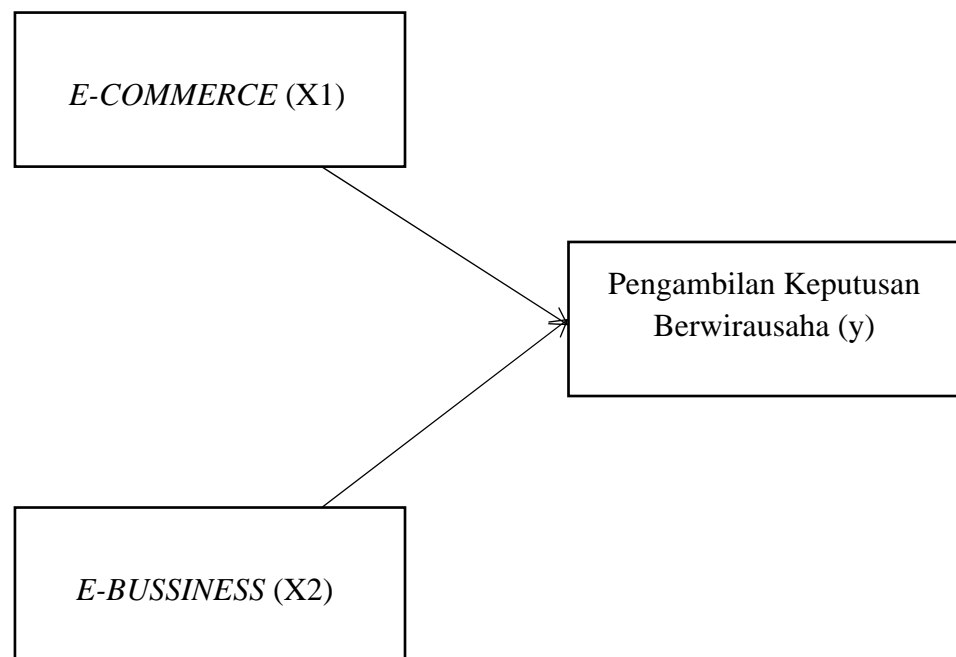 E-COMMERCE (X1)
Pengambilan Keputusan
Berwirausaha (y)
E-BUSSINESS (X2)